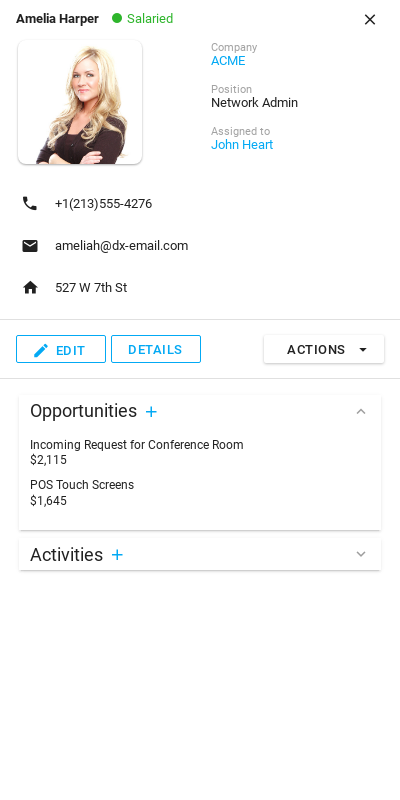 Amelia Harper Salaried
Company
ACME
Position
Network Admin
Assigned to
John Heart
+1(213)555-4276
ameliah@dx-email.com
527 W 7th St
EDIT DETAILS ACTIONS
Opportunities
Incoming Request for Conference Room
$2,115
POS Touch Screens
$1,645
Activities